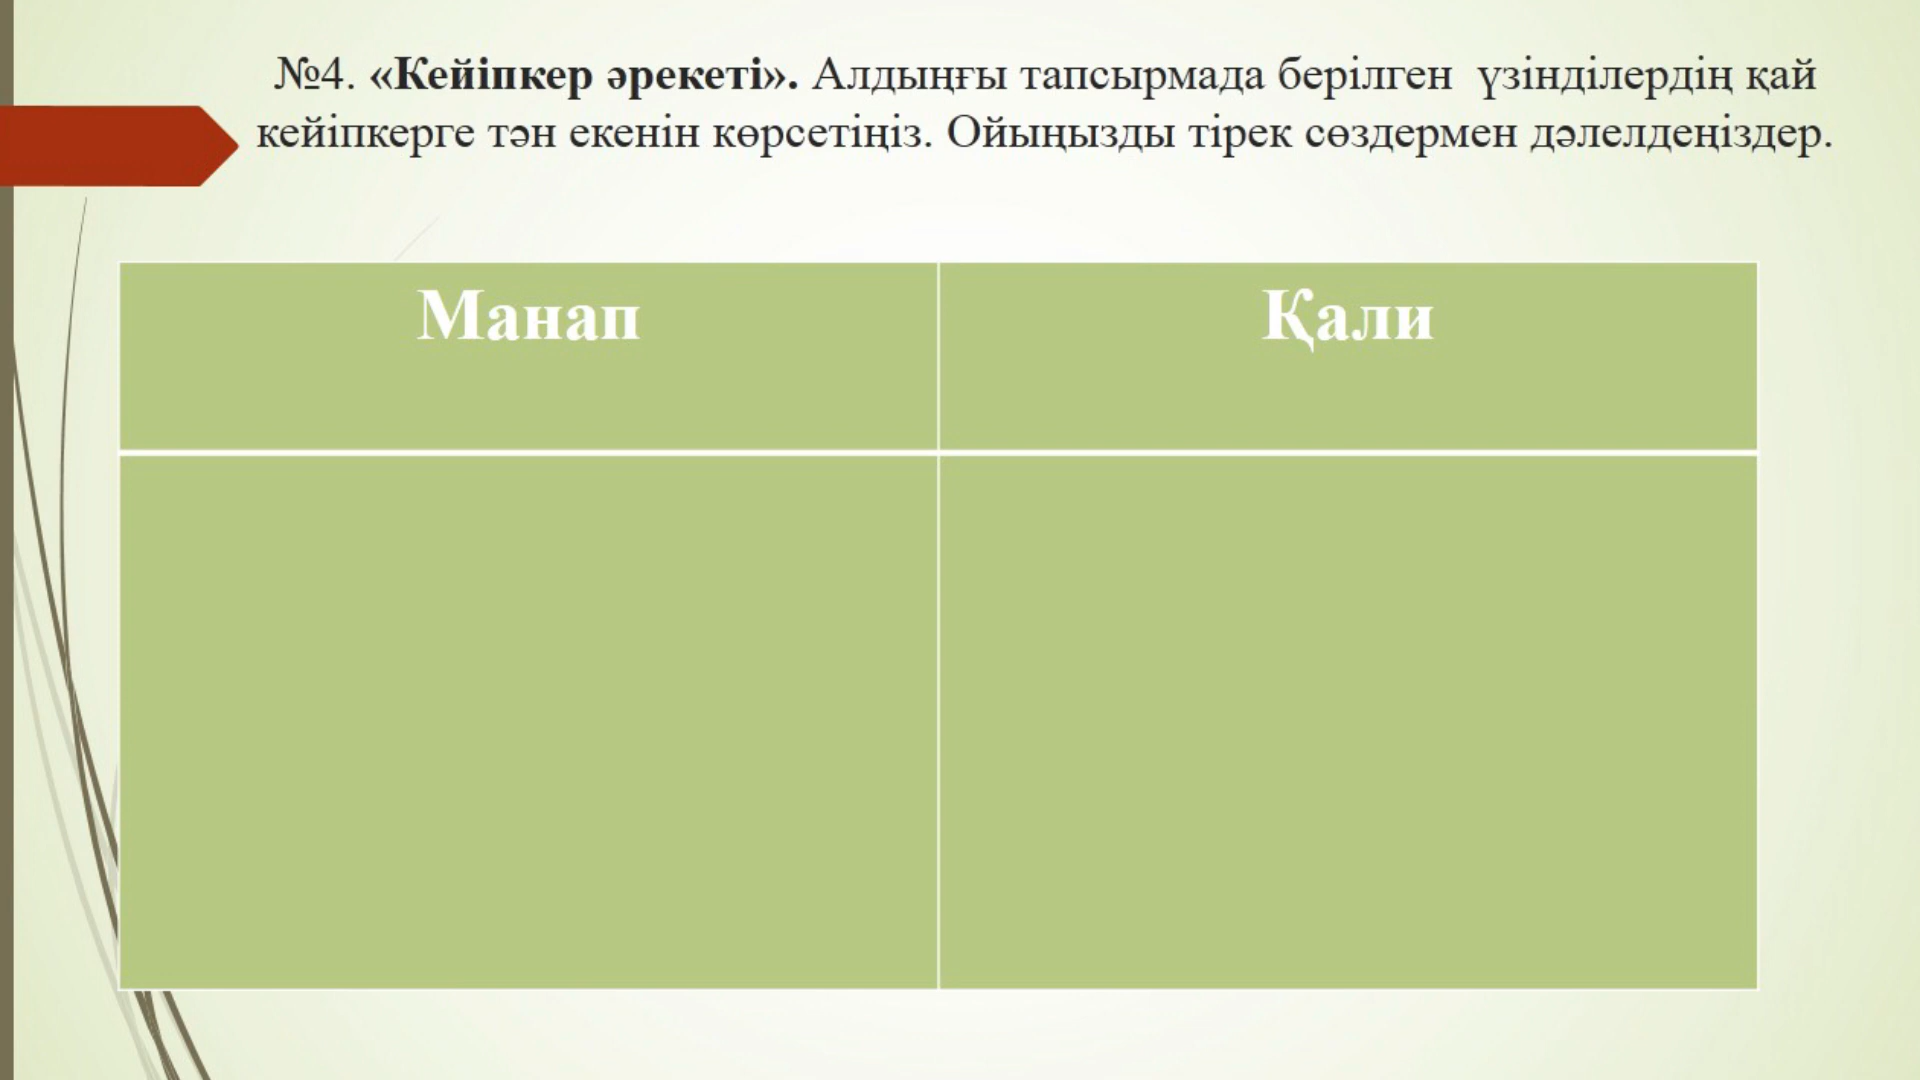 №4. «Кейіпкер әрекеті». Алдыңғы тапсырмада берілген  үзінділердің қай
кейіпкерге тән екенін көрсетіңіз. Ойыңызды тірек сөздермен дәлелдеңіздер.
Манап
Қали